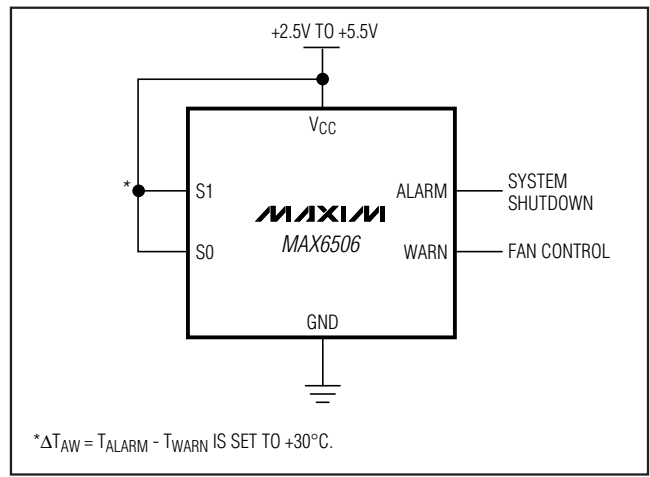 +2.5V TO +5.5V
VCC
*
S1
ALARM
SYSTEM
SHUTDOWN
MAXIM
MAX6506
S0
WARN
FAN CONTROL
GND
*ΔTAW = TALARM - TWARN IS SET TO +30°C.